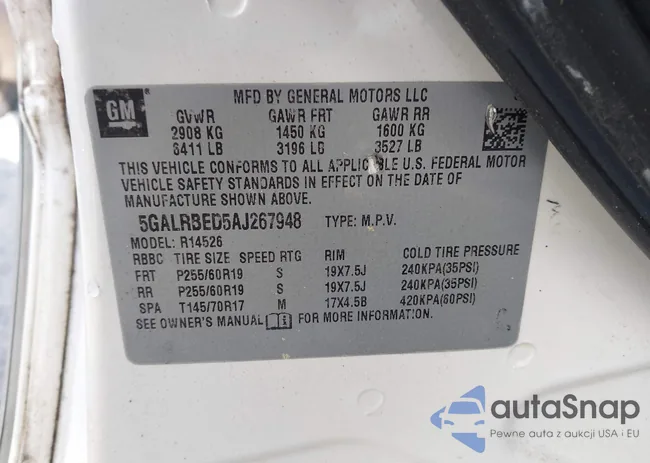 GM
MFD BY GENERAL MOTORS LLC
GVWR GAWR FRT GAWR RR
2908 KG 1450 KG 1600 KG
6411 LB 3196 LB 3527 LB
THIS VEHICLE CONFORMS TO ALL APPLICABLE U.S. FEDERAL MOTOR
VEHICLE SAFETY STANDARDS IN EFFECT ON THE DATE OF
MANUFACTURE SHOWN ABOVE.
5GALRBED5AJ267948 TYPE: M.P.V.
MODEL: R14526
RBBC TIRE SIZE SPEED RTG RIM COLD TIRE PRESSURE
FRT P255/60R19 S 19X7.5J 240KPA(35PSI)
RR P255/60R19 S 19X7.5J 240KPA(35PSI)
SPA T145/70R17 M 17X4.5B 420KPA(60PSI)
SEE OWNER'S MANUAL FOR MORE INFORMATION.
autaSnap
Pewne auta z aukcji USA i EU